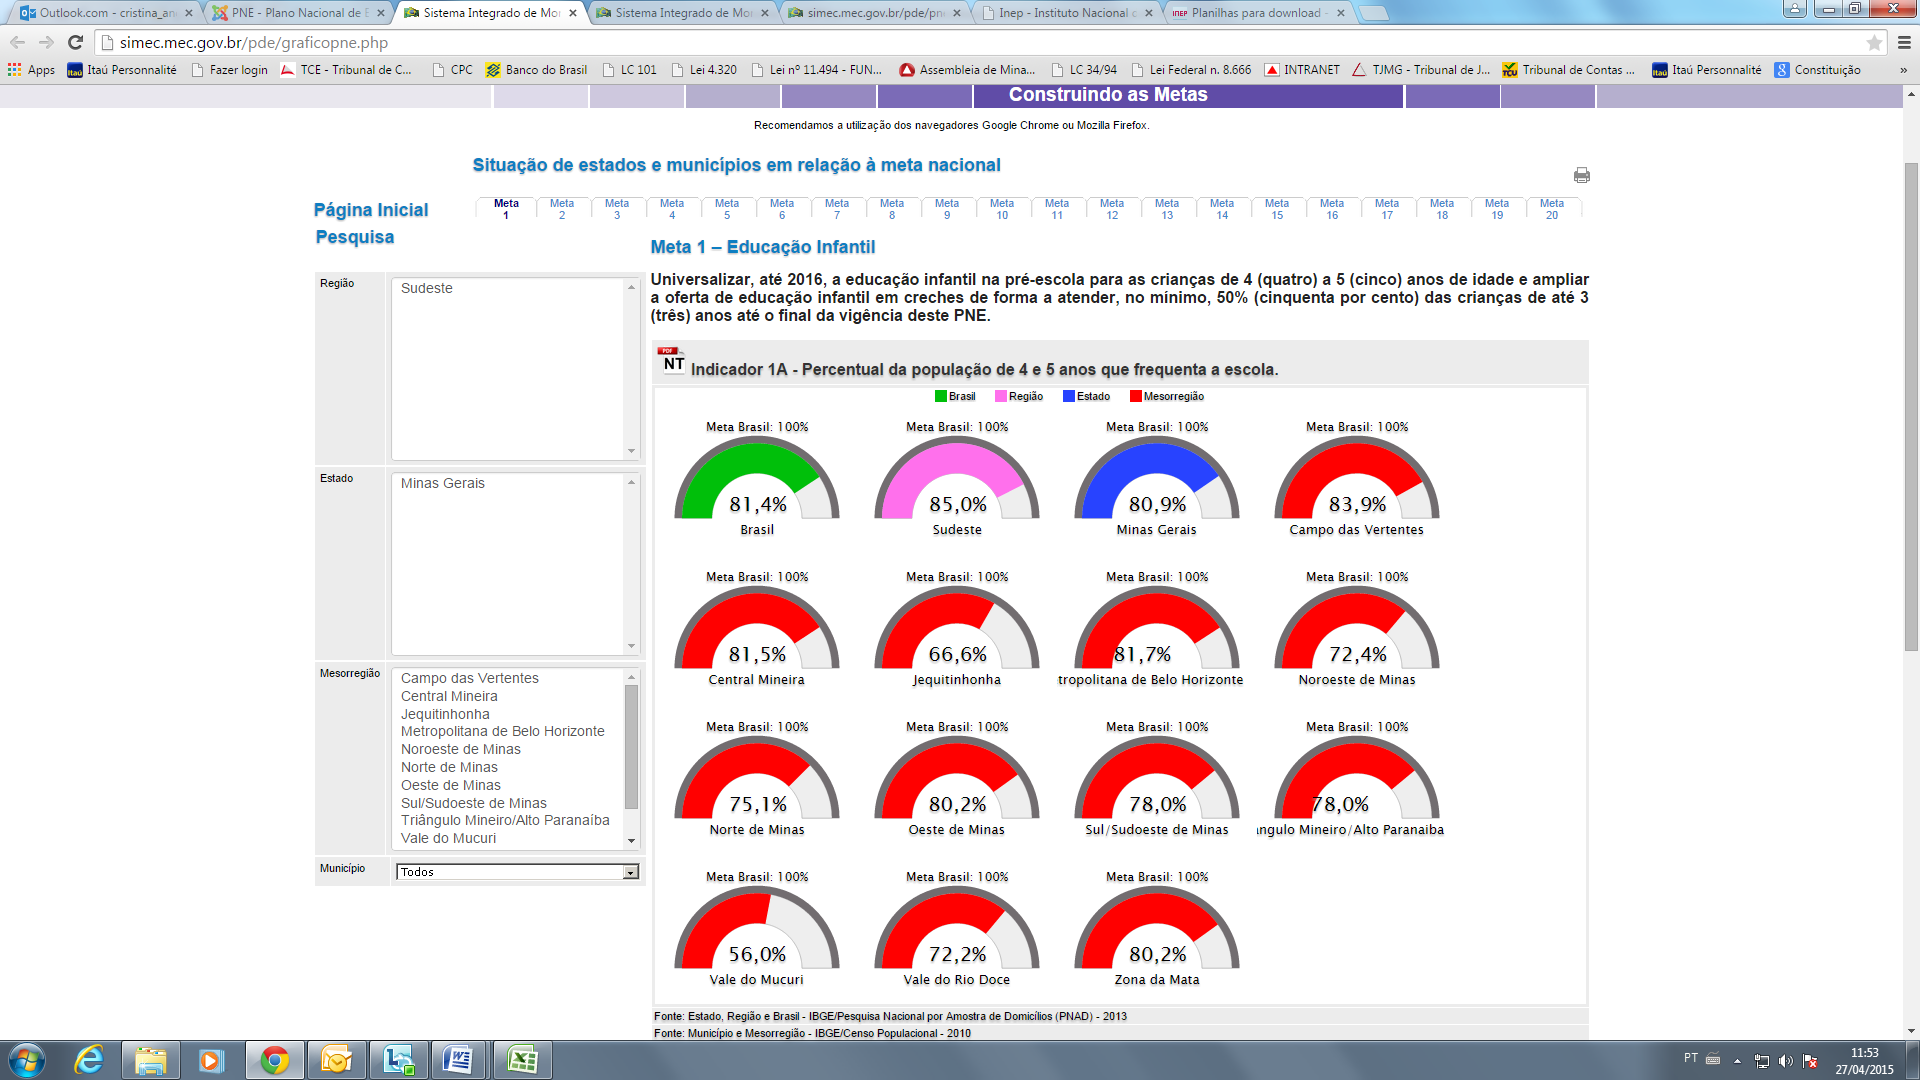 Outlook.com - cristina_an
PNE - Plano Nacional de E
Sistema Integrado de Mor
Sistema Integrado de Mor
simec.mec.gov.br/pde/pn
Inep - Instituto Nacional
Planilhas para download -
simec.mec.gov.br/pde/graficopne.php
Apps
Itaú Personnalité
Fazer login
TCE - Tribunal de C...
CPC
Banco do Brasil
LC 101
Lei 4.320
Lei nº 11.494 - FUN...
Assembleia de Mina...
LC 34/94
Lei Federal n. 8.666
INTRANET
TJMG - Tribunal de J...
Tribunal de Contas ...
Itaú Personnalité
Constituição
»
Construindo as Metas
Recomendamos a utilização dos navegadores Google Chrome ou Mozilla Firefox.
Situação de estados e municípios em relação à meta nacional
Página Inicial
Pesquisa
Meta 1
Meta 2
Meta 3
Meta 4
Meta 5
Meta 6
Meta 7
Meta 8
Meta 9
Meta 10
Meta 11
Meta 12
Meta 13
Meta 14
Meta 15
Meta 16
Meta 17
Meta 18
Meta 19
Meta 20
Região
Sudeste
Estado
Minas Gerais
Mesorregião
Campo das Vertentes
Central Mineira
Jequitinhonha
Metropolitana de Belo Horizonte
Noroeste de Minas
Norte de Minas
Oeste de Minas
Sul/Sudoeste de Minas
Triângulo Mineiro/Alto Paranaíba
Vale do Mucuri
Município
Todos
Meta 1 – Educação Infantil
Universalizar, até 2016, a educação infantil na pré-escola para as crianças de 4 (quatro) a 5 (cinco) anos de idade e ampliar
a oferta de educação infantil em creches de forma a atender, no mínimo, 50% (cinquenta por cento) das crianças de até 3
(três) anos até o final da vigência deste PNE.
PDF
NT
Indicador 1A - Percentual da população de 4 e 5 anos que frequenta a escola.
Brasil
Região
Estado
Mesorregião
Meta Brasil: 100%
81,4%
Brasil
Meta Brasil: 100%
85,0%
Sudeste
Meta Brasil: 100%
80,9%
Minas Gerais
Meta Brasil: 100%
83,9%
Campo das Vertentes
Meta Brasil: 100%
81,5%
Central Mineira
Meta Brasil: 100%
66,6%
Jequitinhonha
Meta Brasil: 100%
81,7%
tropolitana de Belo Horizonte
Meta Brasil: 100%
72,4%
Noroeste de Minas
Meta Brasil: 100%
75,1%
Norte de Minas
Meta Brasil: 100%
80,2%
Oeste de Minas
Meta Brasil: 100%
78,0%
Sul/Sudoeste de Minas
Meta Brasil: 100%
78,0%
ângulo Mineiro/Alto Paranaiba
Meta Brasil: 100%
56,0%
Vale do Mucuri
Meta Brasil: 100%
72,2%
Vale do Rio Doce
Meta Brasil: 100%
80,2%
Zona da Mata
Fonte: Estado, Região e Brasil - IBGE/Pesquisa Nacional por Amostra de Domicílios (PNAD) - 2013
Fonte: Município e Mesorregião - IBGE/Censo Populacional - 2010
PT
11:53
27/04/2015